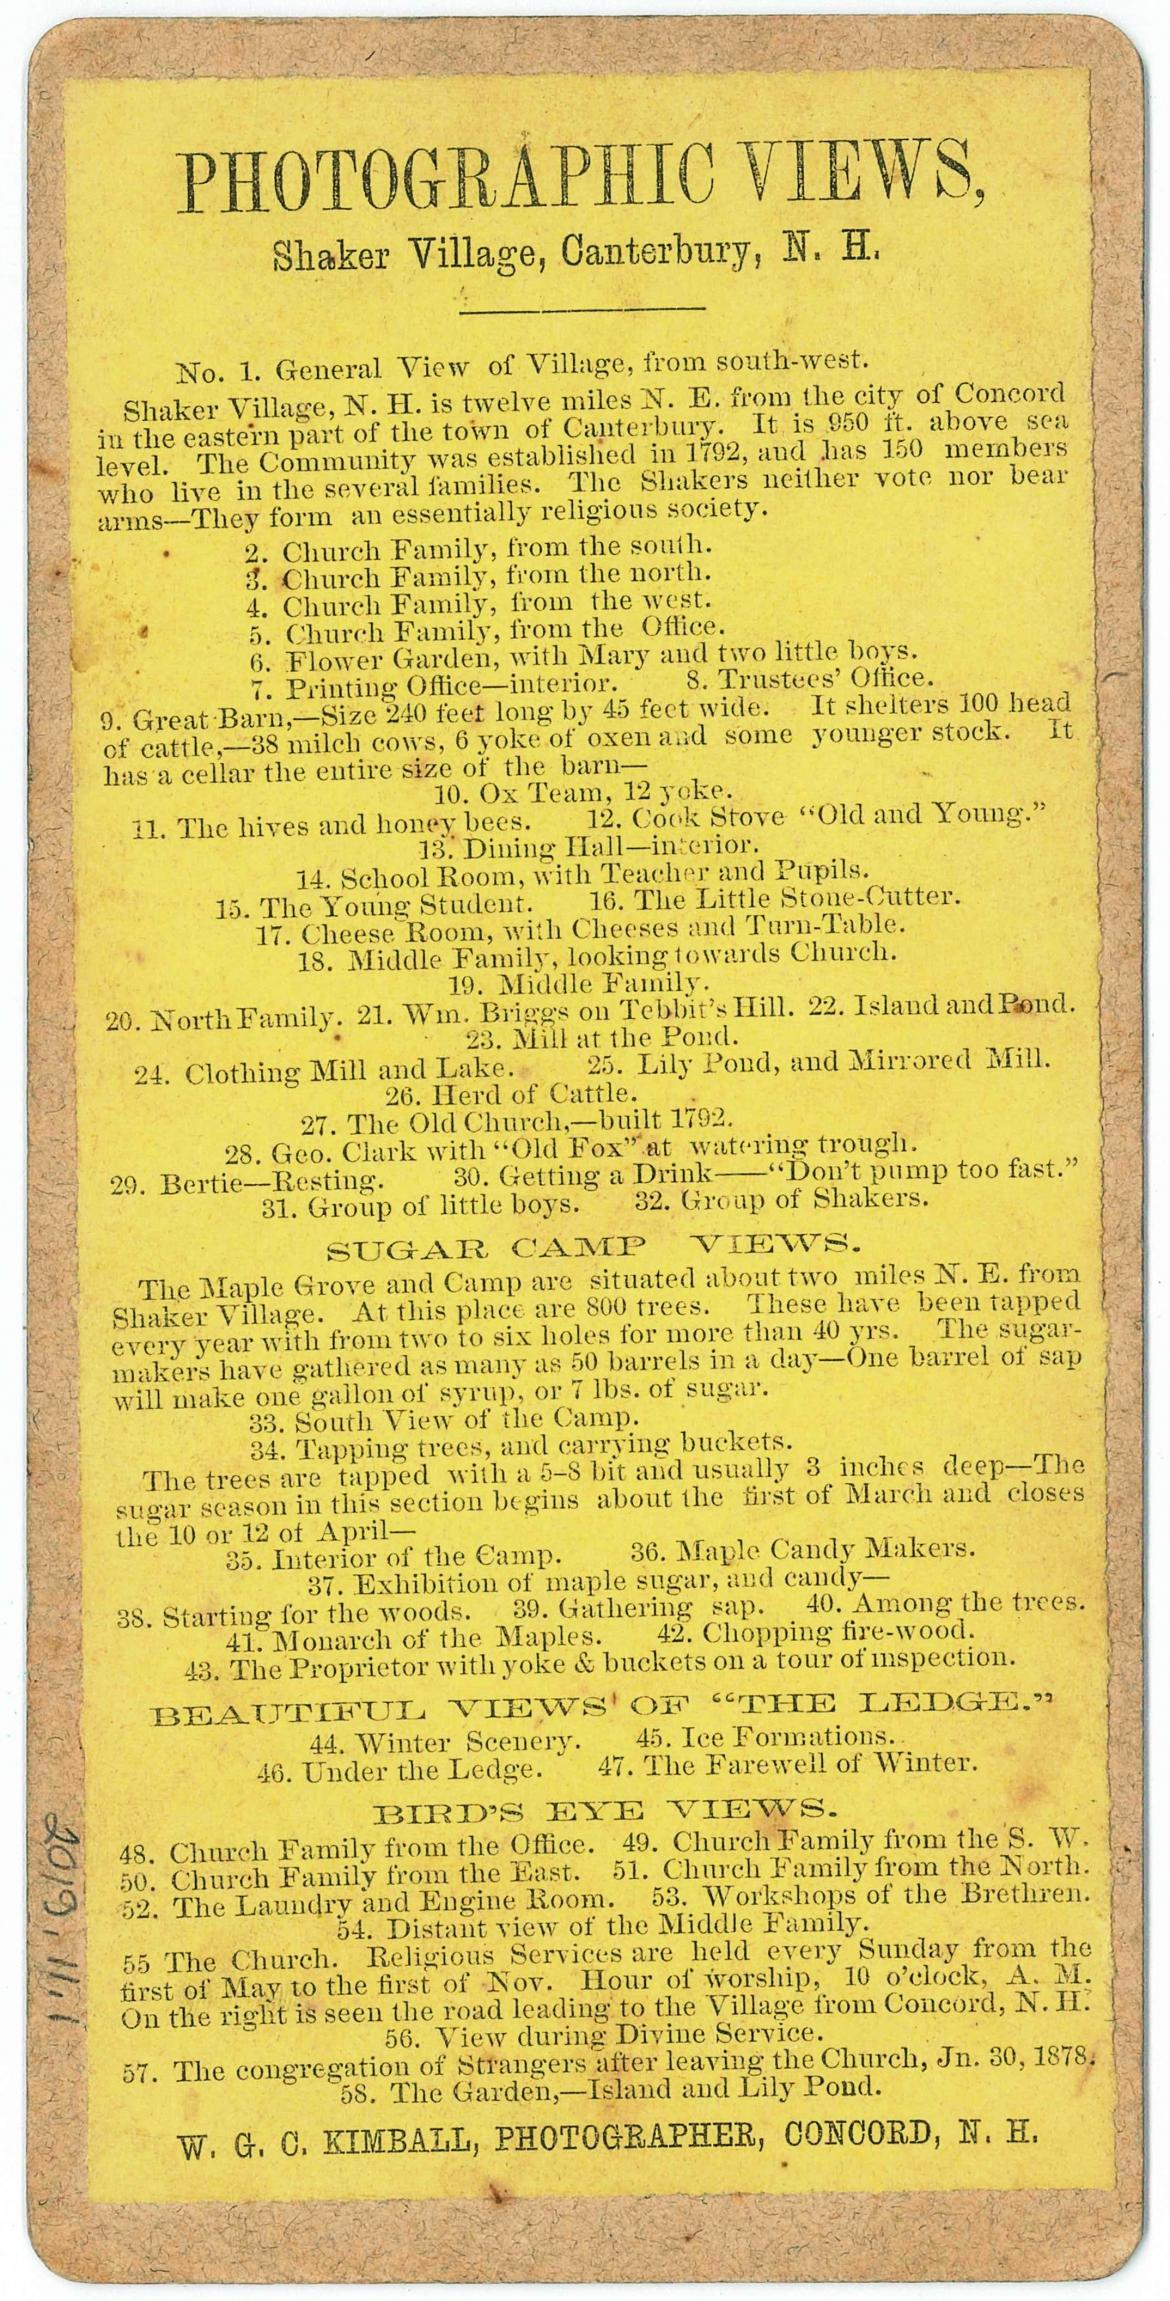 PHOTOGRAPHIC VIEWS,
Shaker Village, Canterbury, N. H.
No. 1. General View of Village, from south-west.
Shaker Village, N. H. is twelve miles N. E. from the city of Concord
in the eastern part of the town of Canterbury. It is 950 ft. above sea
level. The Community was established in 1792, and has 150 members
who live in the several families. The Shakers neither vote nor bear
arms—They form an essentially religious society.
2. Church Family, from the south.
3. Church Family, from the north.
4. Church Family, from the west.
5. Church Family, from the Office.
6. Flower Garden, with Mary and two little boys.
7. Printing Office—interior. 8. Trustees' Office.
9. Great Barn,—Size 240 feet long by 45 feet wide. It shelters 100 head
of cattle,—38 milch cows, 6 yoke of oxen and some younger stock. It
has a cellar the entire size of the barn—
10. Ox Team, 12 yoke.
11. The hives and honey bees. 12. Cook Stove "Old and Young."
13. Dining Hall—interior.
14. School Room, with Teacher and Pupils.
15. The Young Student. 16. The Little Stone-Cutter.
17. Cheese Room, with Cheeses and Turn-Table.
18. Middle Family, looking towards Church.
19. Middle Family.
20. North Family. 21. Wm. Briggs on Tebbit's Hill. 22. Island and Pond.
23. Mill at the Pond.
24. Clothing Mill and Lake. 25. Lily Pond, and Mirrored Mill.
26. Herd of Cattle.
27. The Old Church,—built 1792.
28. Geo. Clark with "Old Fox" at watering trough.
29. Bertie—Resting. 30. Getting a Drink——"Don't pump too fast."
31. Group of little boys. 32. Group of Shakers.
SUGAR CAMP VIEWS.
The Maple Grove and Camp are situated about two miles N. E. from
Shaker Village. At this place are 800 trees. These have been tapped
every year with from two to six holes for more than 40 yrs. The sugar-
makers have gathered as many as 50 barrels in a day—One barrel of sap
will make one gallon of syrup, or 7 lbs. of sugar.
33. South View of the Camp.
34. Tapping trees, and carrying buckets.
The trees are tapped with a 5-8 bit and usually 3 inches deep—The
sugar season in this section begins about the first of March and closes
the 10 or 12 of April—
35. Interior of the Camp. 36. Maple Candy Makers.
37. Exhibition of maple sugar, and candy—
38. Starting for the woods. 39. Gathering sap. 40. Among the trees.
41. Monarch of the Maples. 42. Chopping fire-wood.
43. The Proprietor with yoke & buckets on a tour of inspection.
BEAUTIFUL VIEWS OF "THE LEDGE."
44. Winter Scenery. 45. Ice Formations.
46. Under the Ledge. 47. The Farewell of Winter.
BIRD'S EYE VIEWS.
48. Church Family from the Office. 49. Church Family from the S. W.
50. Church Family from the East. 51. Church Family from the North.
52. The Laundry and Engine Room. 53. Workshops of the Brethren.
54. Distant view of the Middle Family.
55 The Church. Religious Services are held every Sunday from the
first of May to the first of Nov. Hour of worship, 10 o'clock, A. M.
On the right is seen the road leading to the Village from Concord, N. H.
56. View during Divine Service.
57. The congregation of Strangers after leaving the Church, Jn. 30, 1878.
58. The Garden,—Island and Lily Pond.
W. G. C. KIMBALL, PHOTOGRAPHER, CONCORD, N. H.